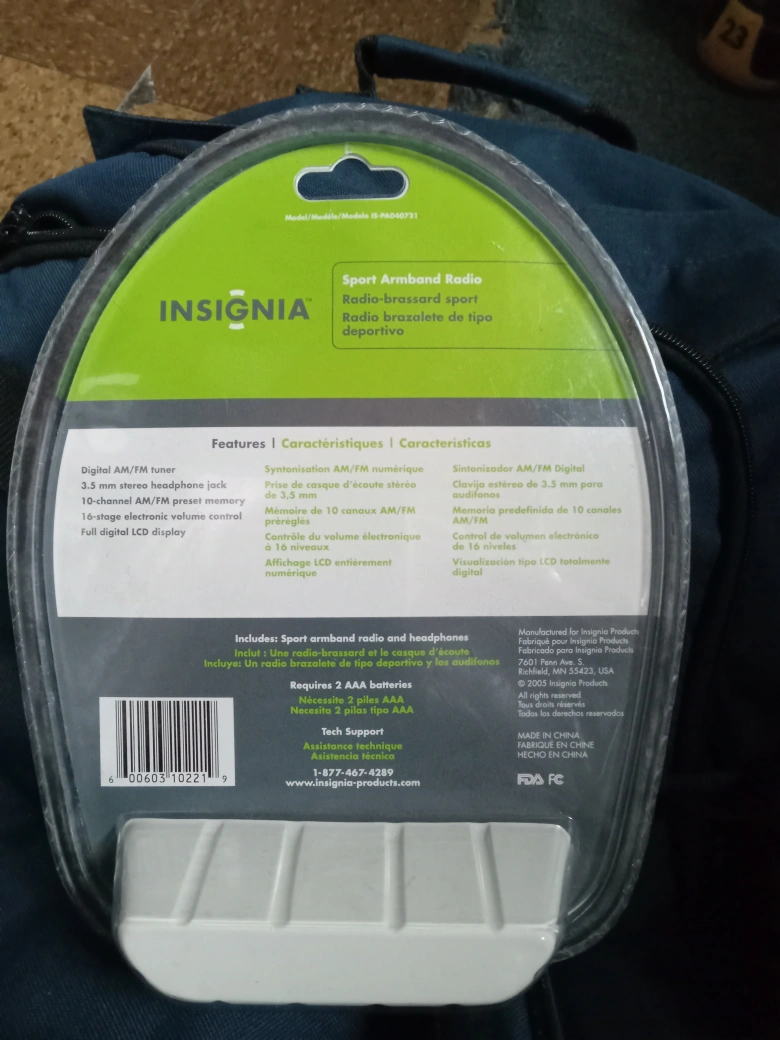 23
Model/Modèle/Modelo IS-PA040721
INSIGNIA™
Sport Armband Radio
Radio-brassard sport
Radio brazalete de tipo
deportivo
Features | Caractéristiques | Características
Digital AM/FM tuner
3.5 mm stereo headphone jack
10-channel AM/FM preset memory
16-stage electronic volume control
Full digital LCD display
Syntonisation AM/FM numérique
Prise de casque d'écoute stéréo
de 3,5 mm
Mémoire de 10 canaux AM/FM
préréglés
Contrôle du volume électronique
à 16 niveaux
Affichage LCD entièrement
numérique
Sintonizador AM/FM Digital
Clavija estéreo de 3.5 mm para
audífonos
Memoria predefinida de 10 canales
AM/FM
Control de volumen electrónico
de 16 niveles
Visualización tipo LCD totalmente
digital
Includes: Sport armband radio and headphones
Inclut : Une radio-brassard et le casque d'écoute
Incluye: Un radio brazalete de tipo deportivo y los audífonos
Requires 2 AAA batteries
Nécessite 2 piles AAA
Necesita 2 pilas tipo AAA
Tech Support
Assistance technique
Asistencia técnica
1-877-467-4289
www.insignia-products.com
Manufactured for Insignia Products
Fabriqué pour Insignia Products
Fabricado para Insignia Products
7601 Penn Ave. S.
Richfield, MN 55423, USA
© 2005 Insignia Products
All rights reserved
Tous droits réservés
Todos los derechos reservados
MADE IN CHINA
FABRIQUÉ EN CHINE
HECHO EN CHINA
FDA FC
6 00603 10221 9